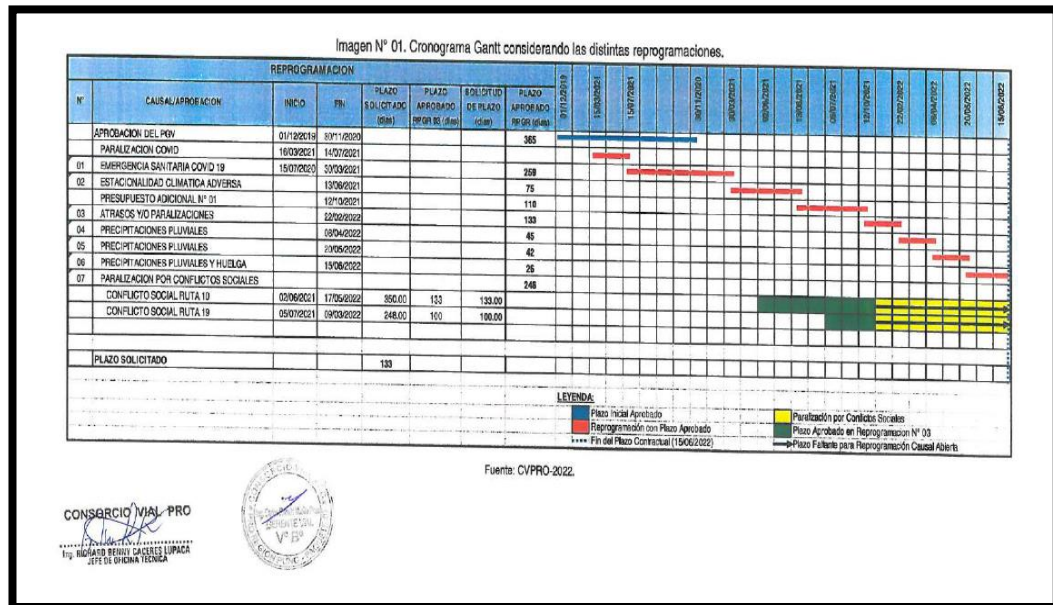 Imagen N° 01. Cronograma Gantt considerando las distintas reprogramaciones.
REPROGRAMACION
N° CAUSAL/APROBACION INICIO FIN PLAZO SOLICITADO (dias) PLAZO APROBADO RPGR 03 (dias) SOLICITUD DE PLAZO (dias) PLAZO APROBADO RPGR (dias) 01/12/2019 15/03/2021 15/07/2021 30/11/2020 30/03/2021 02/06/2021 13/06/2021 05/07/2021 12/10/2021 22/02/2022 08/04/2022 20/05/2022 15/06/2022
APROBACION DEL PGV 01/12/2019 30/11/2020 365
PARALIZACION COVID 16/03/2021 14/07/2021
01 EMERGENCIA SANITARIA COVID 19 15/07/2020 30/03/2021 259
02 ESTACIONALIDAD CLIMATICA ADVERSA 13/06/2021 75
PRESUPUESTO ADICIONAL N° 01 12/10/2021 110
03 ATRASOS Y/O PARALIZACIONES 22/02/2022 133
04 PRECIPITACIONES PLUVIALES 08/04/2022 45
05 PRECIPITACIONES PLUVIALES 20/05/2022 42
06 PRECIPITACIONES PLUVIALES Y HUELGA 15/06/2022 26
07 PARALIZACION POR CONFLICTOS SOCIALES 248
CONFLICTO SOCIAL RUTA 10 02/06/2021 17/05/2022 350.00 133 133.00
CONFLICTO SOCIAL RUTA 19 05/07/2021 09/03/2022 248.00 100 100.00
PLAZO SOLICITADO 133
LEYENDA:
Plazo Inicial Aprobado
Reprogramación con Plazo Aprobado
Fin del Plazo Contractual (15/06/2022)
Paralización por Conflictos Sociales
Plazo Aprobado en Reprogramacion N° 03
Plazo Faltante para Reprogramación Causal Abierta
Fuente: CVPRO-2022.
CONSORCIO VIAL PRO
Ing. RICHARD BENNY CACERES LUPACA
JEFE DE OFICINA TECNICA
GERENTE VIAL
V° B°